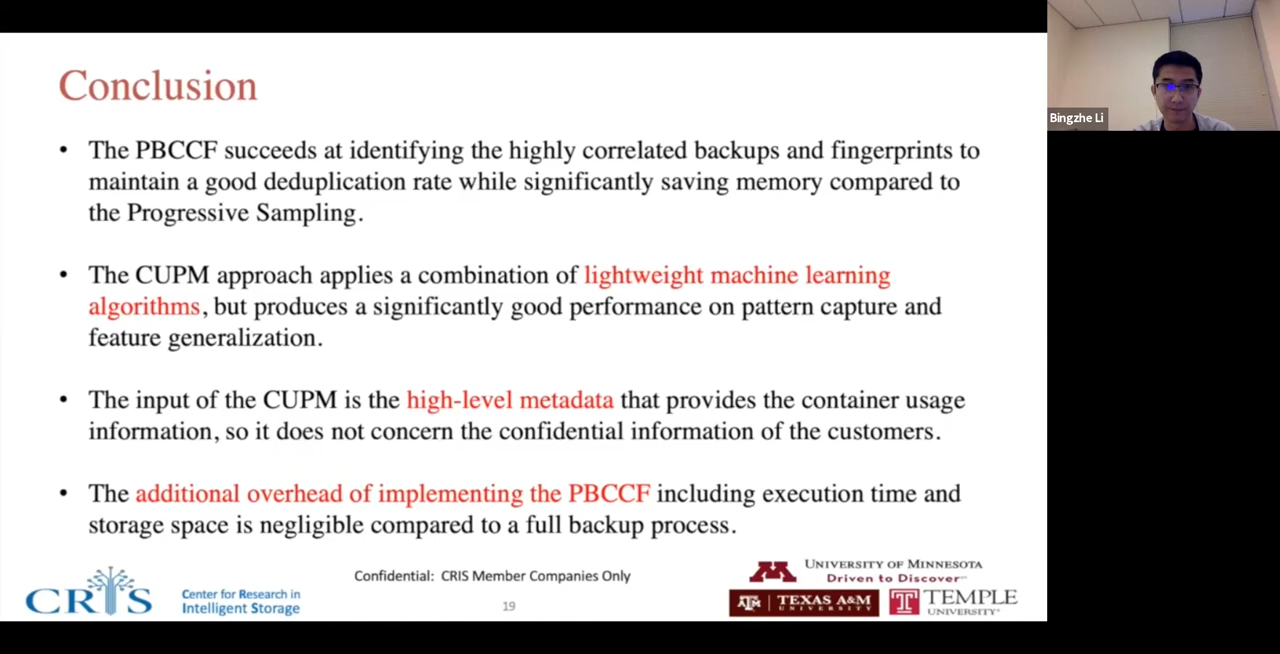 Conclusion
• The PBCCF succeeds at identifying the highly correlated backups and fingerprints to
maintain a good deduplication rate while significantly saving memory compared to
the Progressive Sampling.
• The CUPM approach applies a combination of lightweight machine learning
algorithms, but produces a significantly good performance on pattern capture and
feature generalization.
• The input of the CUPM is the high-level metadata that provides the container usage
information, so it does not concern the confidential information of the customers.
• The additional overhead of implementing the PBCCF including execution time and
storage space is negligible compared to a full backup process.
CRIS
Center for Research in
Intelligent Storage
Confidential: CRIS Member Companies Only
19
M
UNIVERSITY OF MINNESOTA
Driven to Discover℠
ATM
TEXAS A&M
UNIVERSITY®
T
TEMPLE
UNIVERSITY®
Bingzhe Li